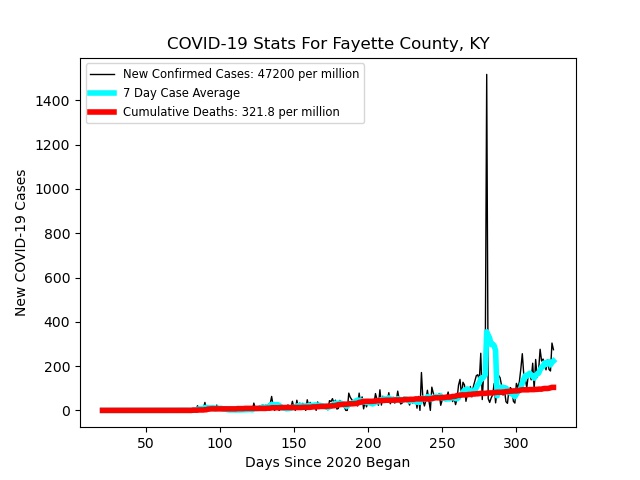 COVID-19 Stats For Fayette County, KY
New Confirmed Cases: 47200 per million
7 Day Case Average
Cumulative Deaths: 321.8 per million
New COVID-19 Cases
1400
1200
1000
800
600
400
200
0
50 100 150 200 250 300
Days Since 2020 Began